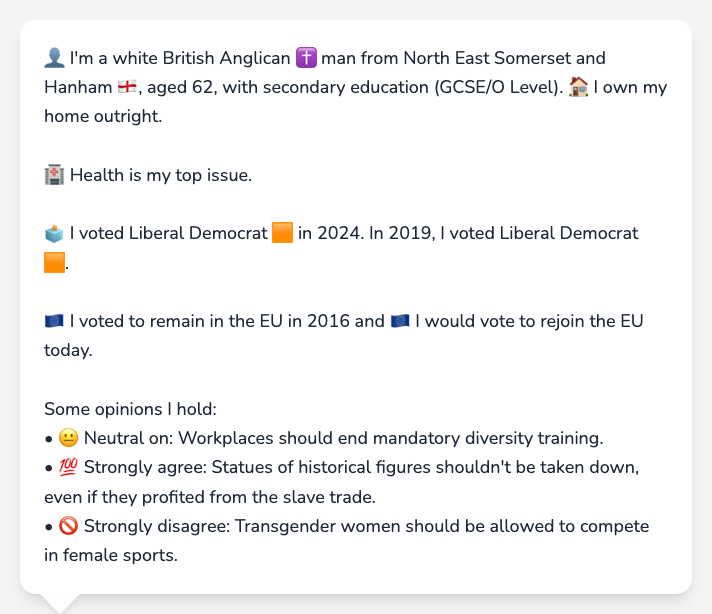 👤 I'm a white British Anglican ✝️ man from North East Somerset and
Hanham 🏴󠁧󠁢󠁥󠁮󠁧󠁿, aged 62, with secondary education (GCSE/O Level). 🏠 I own my
home outright.
🏥 Health is my top issue.
🗳️ I voted Liberal Democrat 🟧 in 2024. In 2019, I voted Liberal Democrat
🟧.
🇪🇺 I voted to remain in the EU in 2016 and 🇪🇺 I would vote to rejoin the EU
today.
Some opinions I hold:
• 😐 Neutral on: Workplaces should end mandatory diversity training.
• 💯 Strongly agree: Statues of historical figures shouldn't be taken down,
even if they profited from the slave trade.
• 🚫 Strongly disagree: Transgender women should be allowed to compete
in female sports.